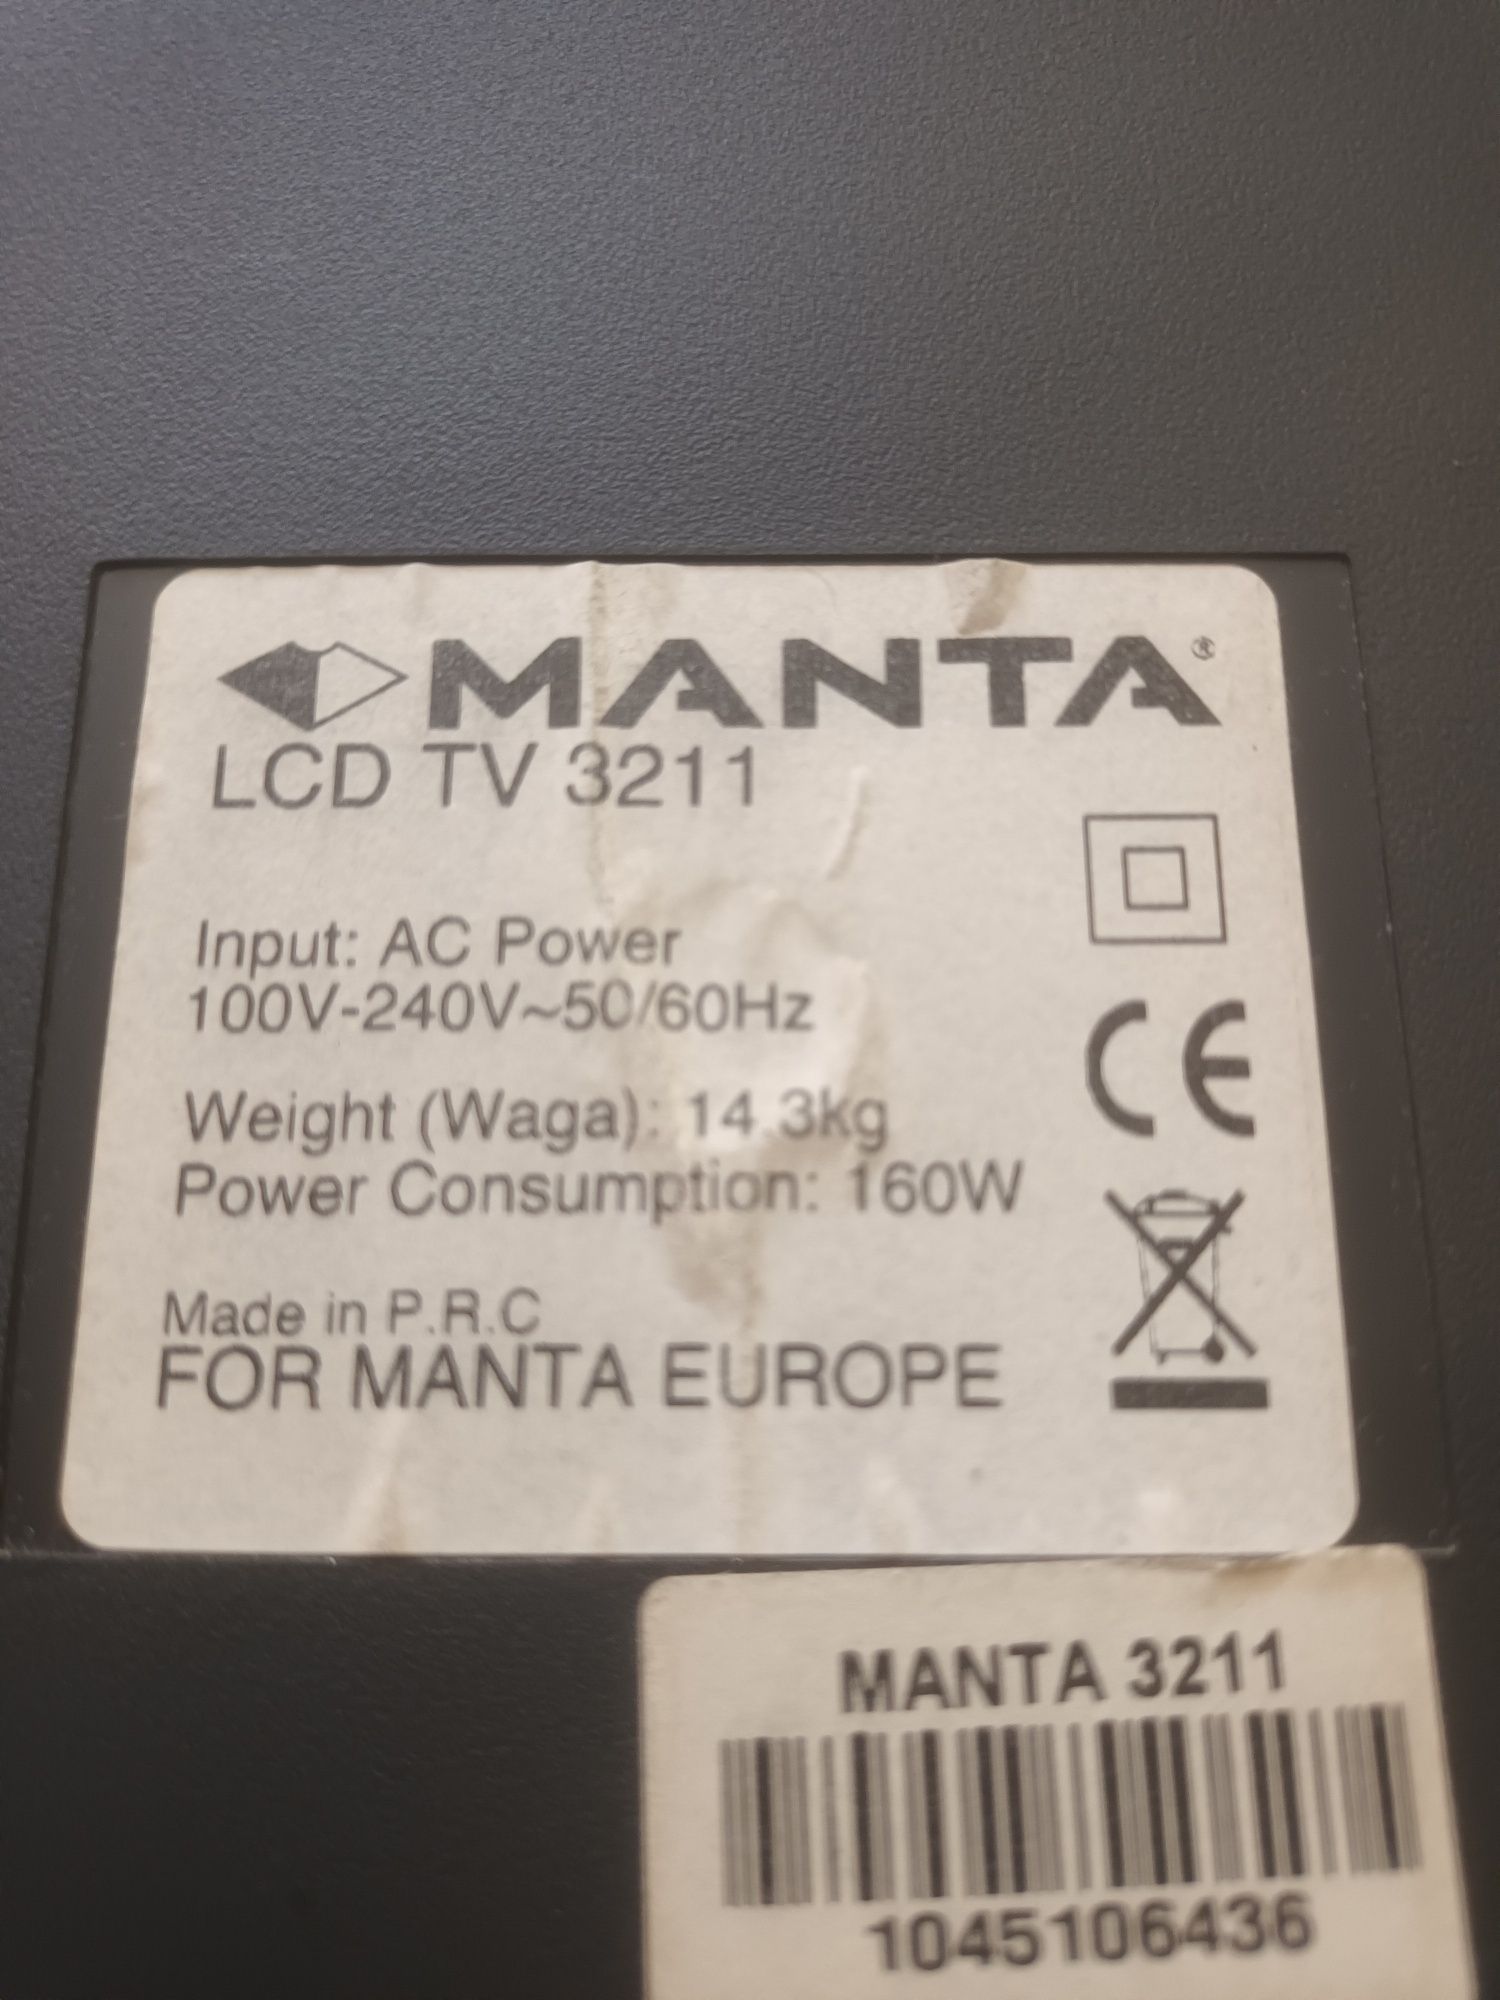 MANTA®
LCD TV 3211
Input: AC Power
100V-240V~50/60Hz
Weight (Waga): 14.3kg
Power Consumption: 160W
Made in P.R.C
FOR MANTA EUROPE
CE
MANTA 3211
1045106436